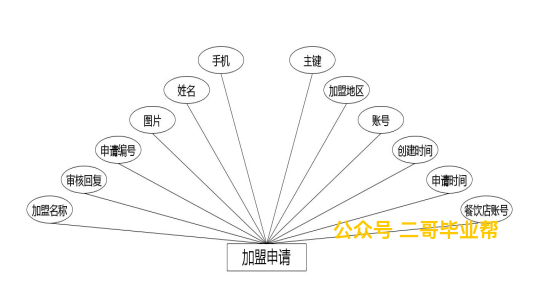 手机
主键
姓名
加盟地区
图片
账号
申请编号
创建时间
审核回复
申请时间
加盟名称
餐饮店账号
公众号 二哥毕业帮
加盟申请